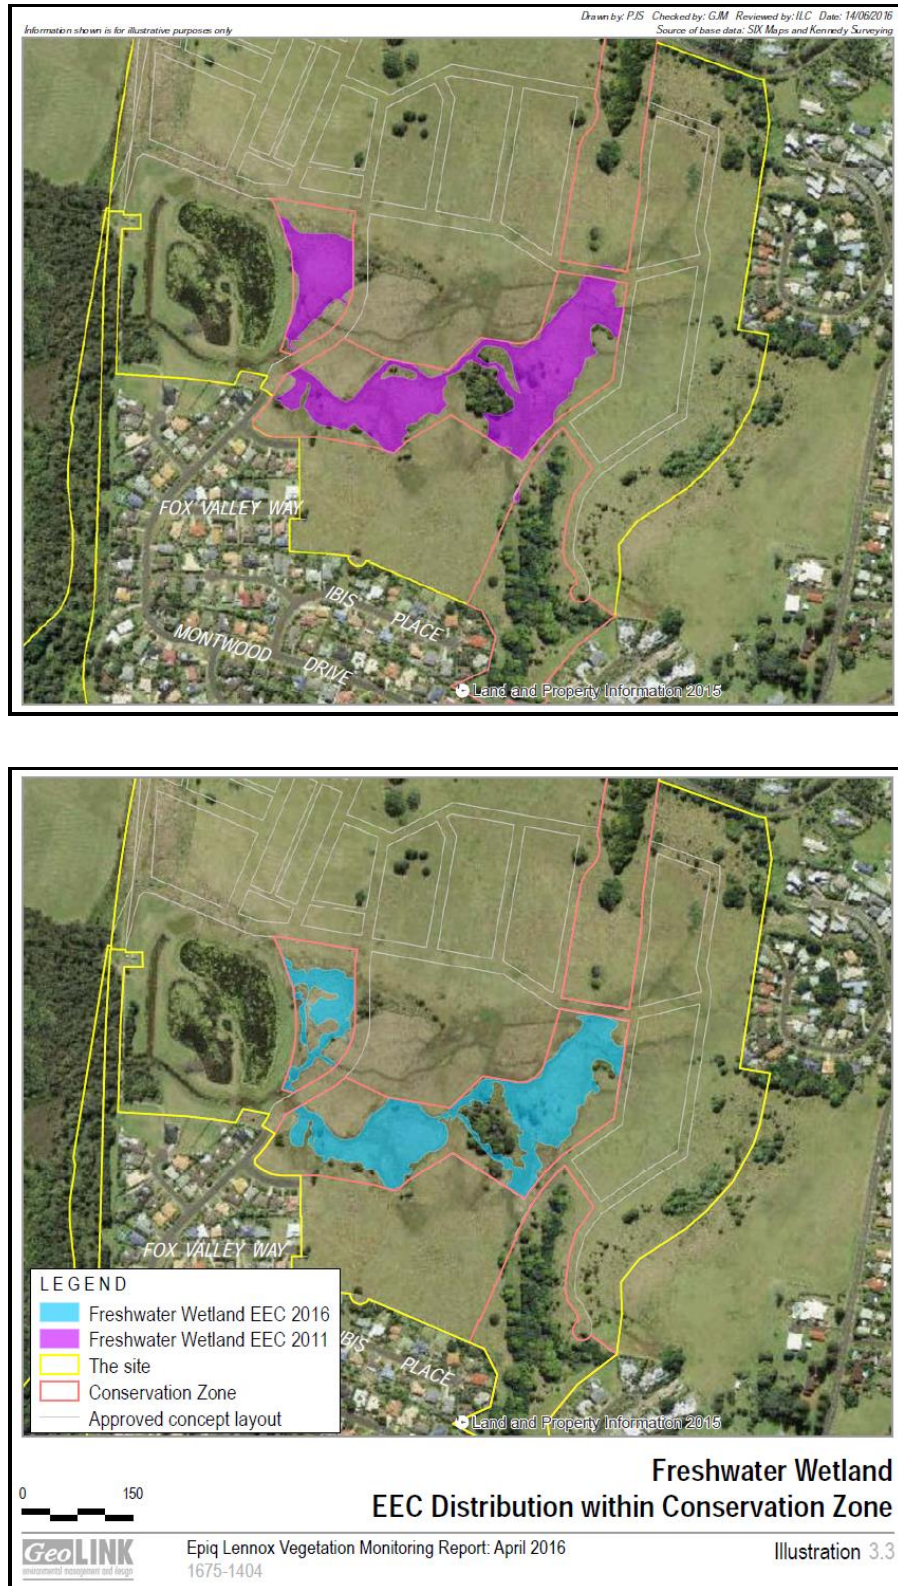 Drawn by: PJS Checked by: GJM Reviewed by: ILC Date: 14/06/2016
Information shown is for illustrative purposes only
Source of base data: SIX Maps and Kennedy Surveying
FOX VALLEY WAY
IBIS PLACE
MONTWOOD DRIVE
Land and Property Information 2015
FOX VALLEY WAY
LEGEND
Freshwater Wetland EEC 2016
Freshwater Wetland EEC 2011
The site
Conservation Zone
Approved concept layout
IBIS PLACE
Land and Property Information 2015
Freshwater Wetland
EEC Distribution within Conservation Zone
0 150
GeoLINK
environmental management and design
Epiq Lennox Vegetation Monitoring Report: April 2016
1675-1404
Illustration 3.3